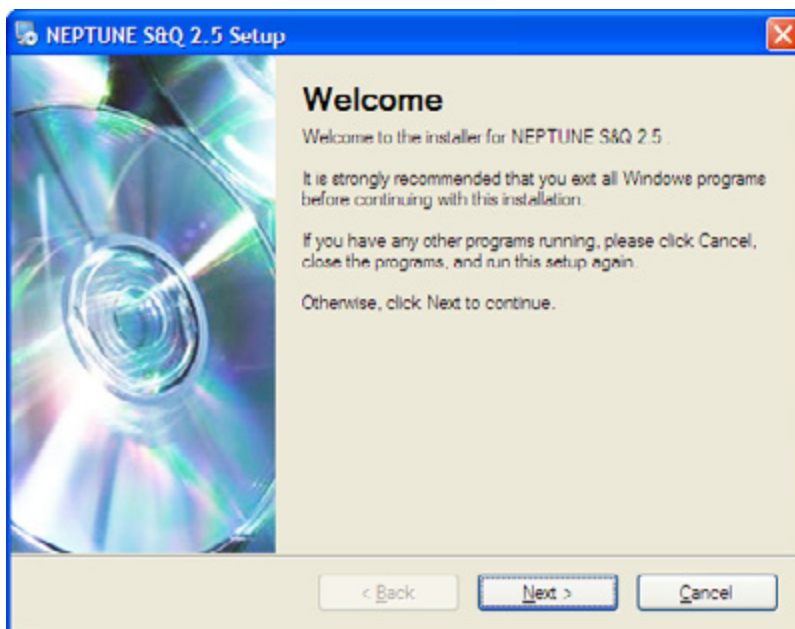 NEPTUNE S&Q 2.5 Setup
Welcome
Welcome to the installer for NEPTUNE S&Q 2.5 .
It is strongly recommended that you exit all Windows programs
before continuing with this installation.
If you have any other programs running, please click Cancel,
close the programs, and run this setup again.
Otherwise, click Next to continue.
< Back
Next >
Cancel